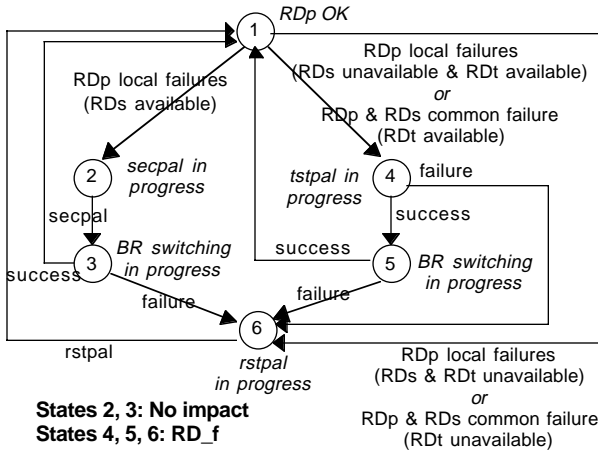 RDp OK
1
RDp local failures
(RDs available)
RDp local failures
(RDs unavailable & RDt available)
or
RDp & RDs common failure
(RDt available)
2
secpal in
progress
tstpal in
progress
4
failure
secpal
success
3
BR switching
in progress
success
success
5
BR switching
in progress
failure
failure
6
rstpal
rstpal
in progress
RDp local failures
(RDs & RDt unavailable)
or
RDp & RDs common failure
(RDt unavailable)
States 2, 3: No impact
States 4, 5, 6: RD_f